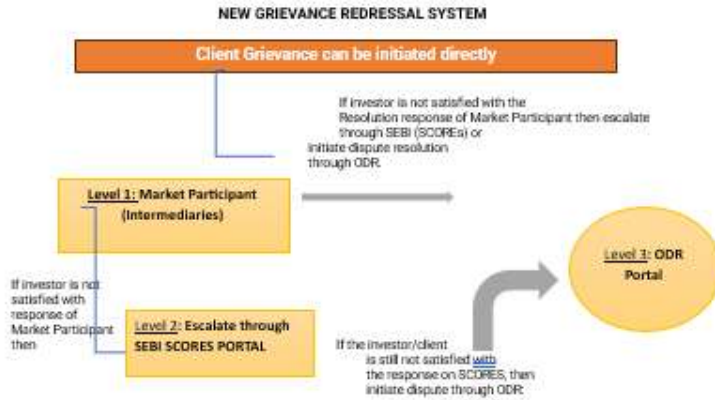 NEW GRIEVANCE REDRESSAL SYSTEM
Client Grievance can be initiated directly
If investor is not satisfied with the
Resolution response of Market Participant then escalate
through SEBI (SCOREs) or
initiate dispute resolution
through ODR.
Level 1: Market Participant
(Intermediaries)
Level 3: ODR
Portal
If investor is not
satisfied with
response of
Market Participant
then
Level 2: Escalate through
SEBI SCORES PORTAL
If the investor/client
is still not satisfied with
the response on SCORES, then
initiate dispute through ODR